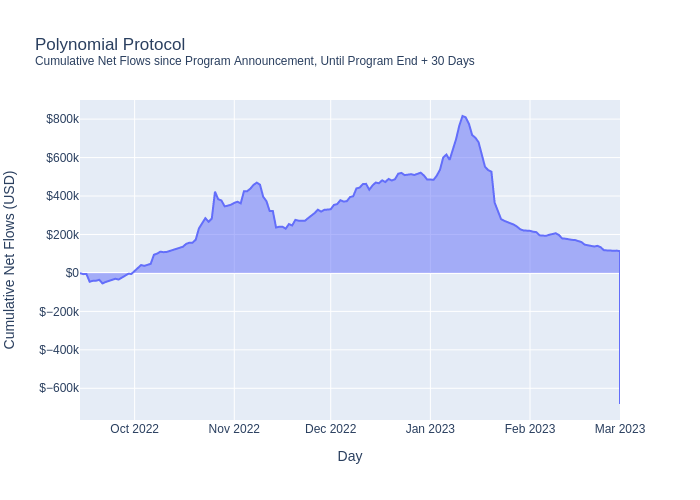 Polynomial Protocol
Cumulative Net Flows since Program Announcement, Until Program End + 30 Days
Cumulative Net Flows (USD)
$800k
$600k
$400k
$200k
$0
$−200k
$−400k
$−600k
Oct 2022
Nov 2022
Dec 2022
Jan 2023
Feb 2023
Mar 2023
Day